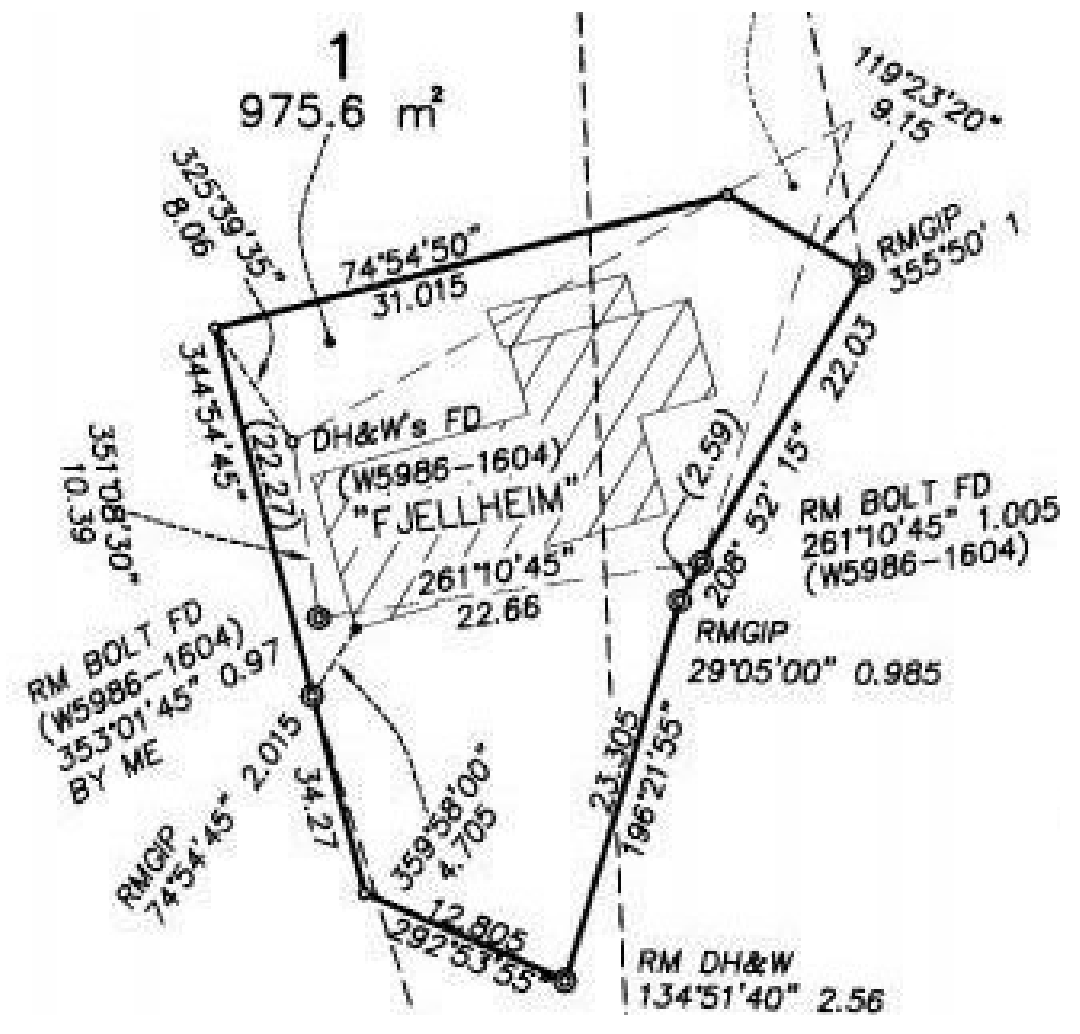 1
975.6 m²
119°23'20"
9.15
325°39'35"
8.06
RMGIP
355°50' 1
74°54'50"
31.015
344°54'45"
(22.27)
22.03
208° 52' 15"
DH&W's FD
(W5986-1604)
"FJELLHEIM"
(2.59)
351°08'30"
10.39
RM BOLT FD
261°10'45" 1.005
(W5986-1604)
261°10'45"
22.66
RM BOLT FD
(W5986-1604)
353°01'45" 0.97
BY ME
RMGIP
29°05'00" 0.985
RMGIP
74°54'45" 2.015
34.27
359°58'00"
4.705
23.305
196°21'55"
12.805
292°53'55"
RM DH&W
134°51'40" 2.56